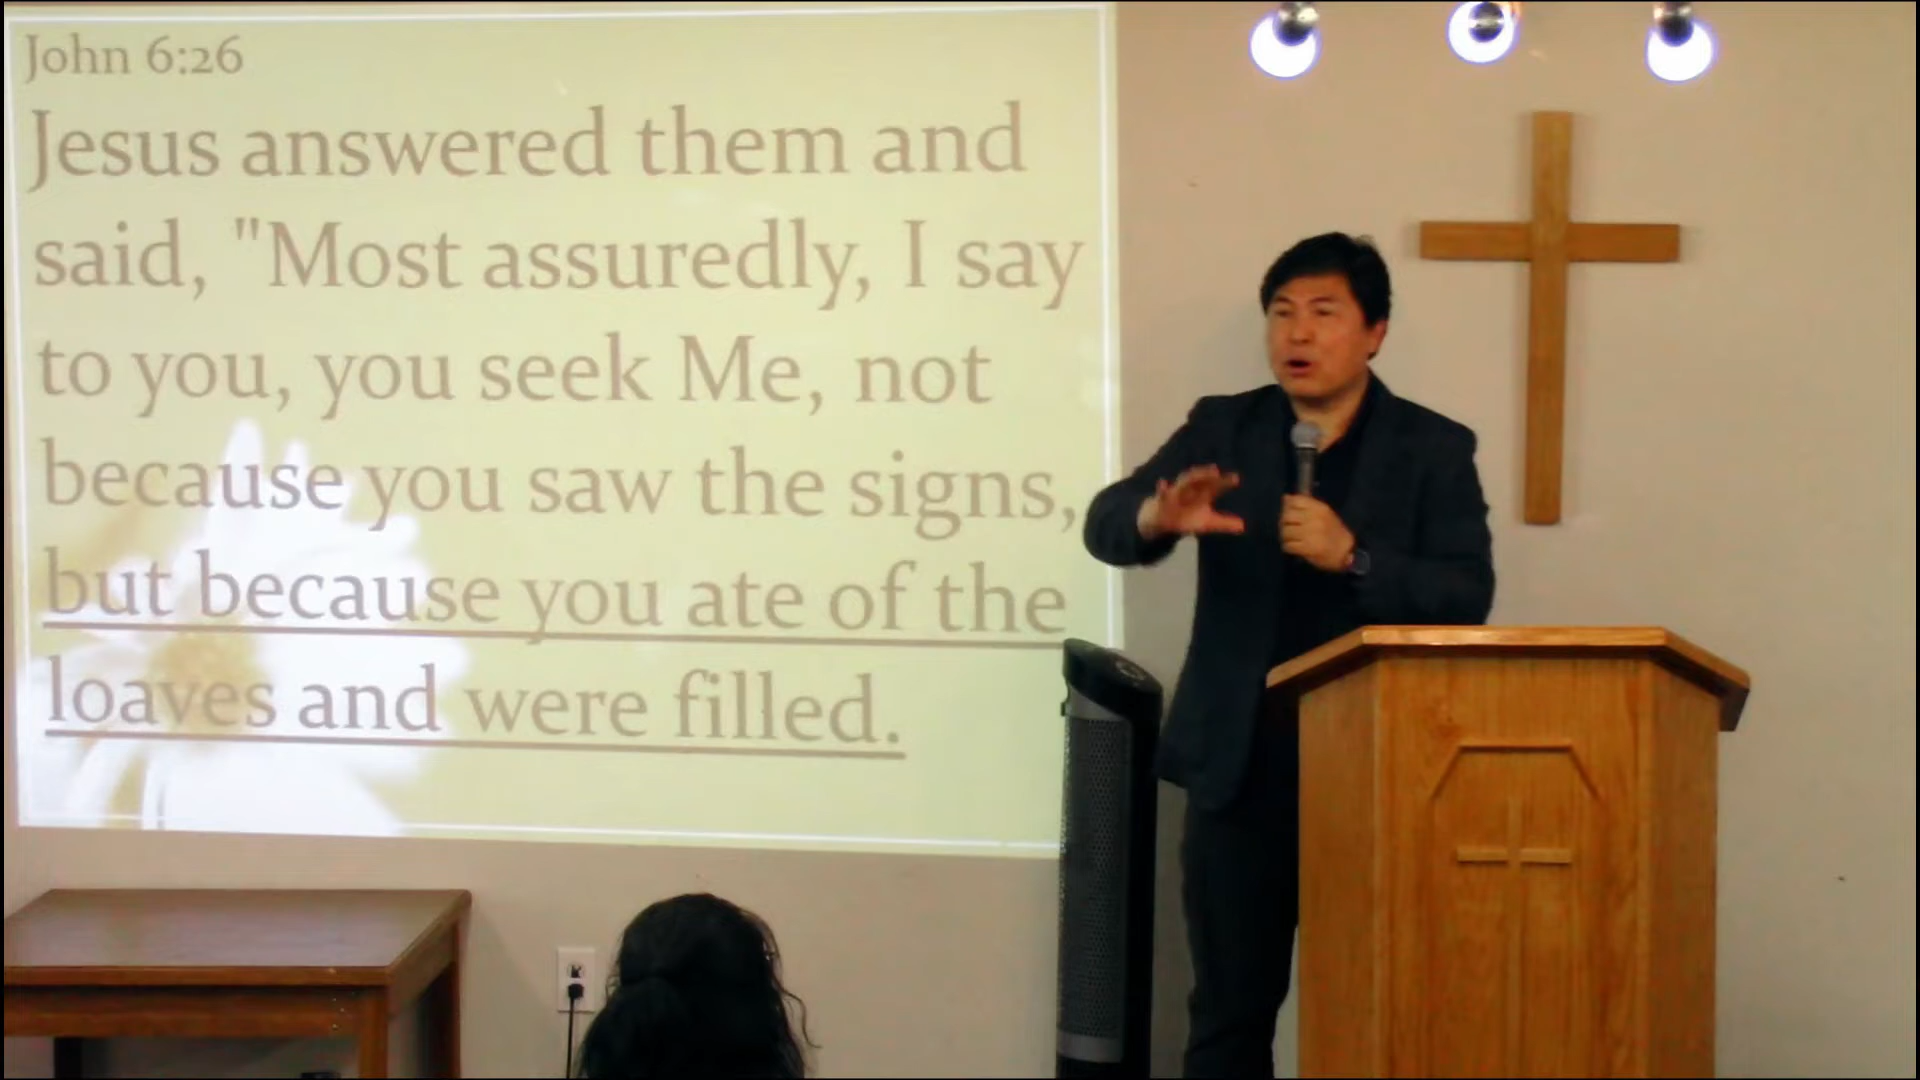 John 6:26
Jesus answered them and
said, "Most assuredly, I say
to you, you seek Me, not
because you saw the signs,
but because you ate of the
loaves and were filled.